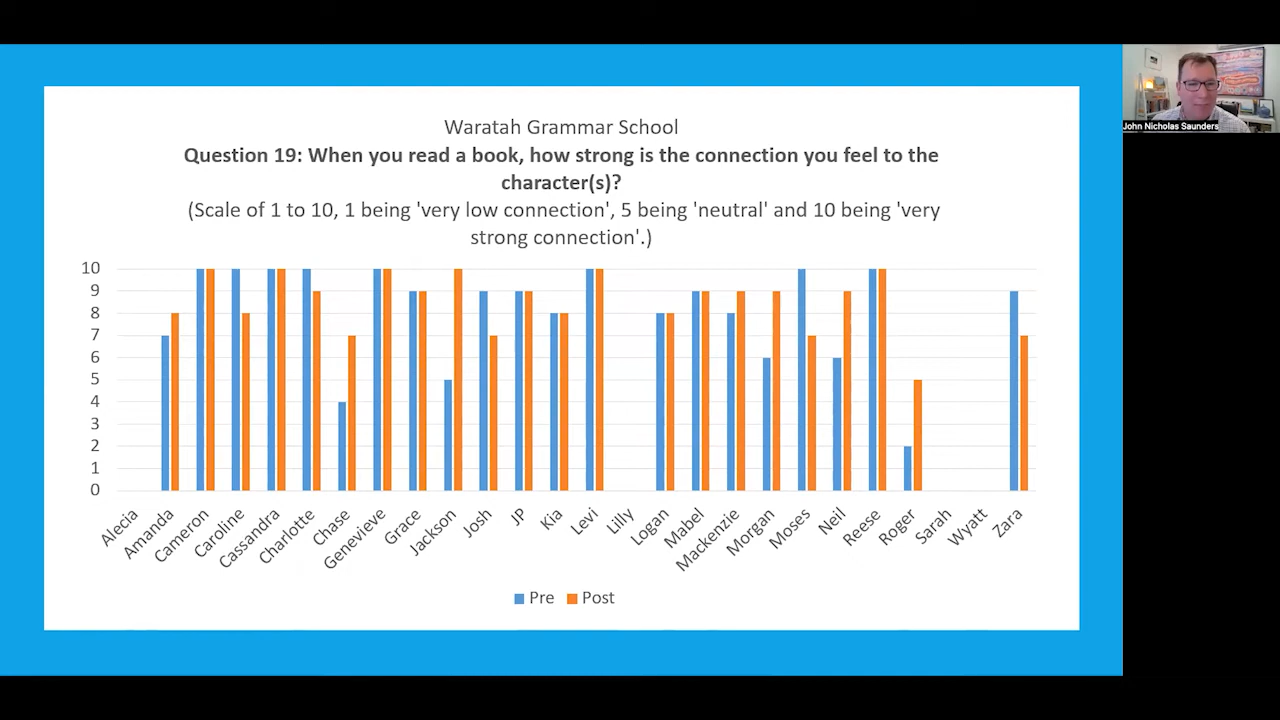 Waratah Grammar School
Question 19: When you read a book, how strong is the connection you feel to the
character(s)?
(Scale of 1 to 10, 1 being 'very low connection', 5 being 'neutral' and 10 being 'very
strong connection'.)
10
9
8
7
6
5
4
3
2
1
0
Alecia
Amanda
Cameron
Caroline
Cassandra
Charlotte
Chase
Genevieve
Grace
Jackson
Josh
JP
Kia
Levi
Lilly
Logan
Mabel
Mackenzie
Morgan
Moses
Neil
Reese
Roger
Sarah
Wyatt
Zara
Pre
Post
John Nicholas Saunders